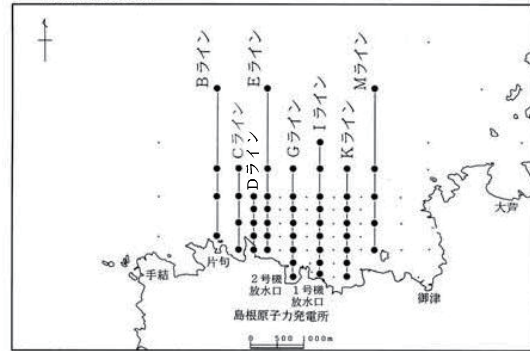 Bライン
Eライン
Mライン
Cライン
Dライン
Gライン
Iライン
Kライン
大芦
手結
片句
2号機
放水口
1号機
放水口
御津
島根原子力発電所
0 500 1000m